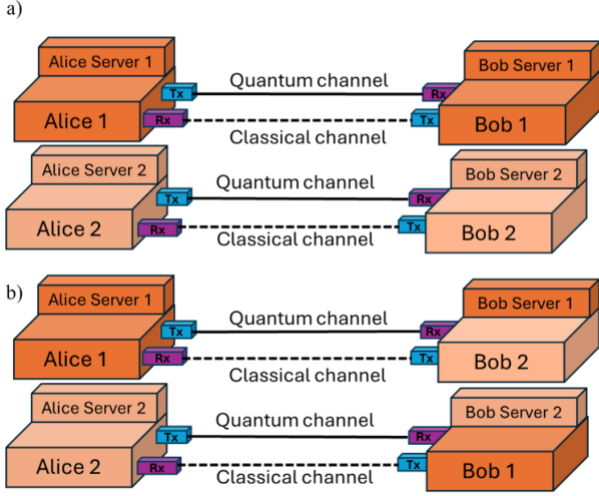 a)
Alice Server 1
Bob Server 1
Quantum channel
Tx
Rx
Alice 1
Rx
Tx
Bob 1
Classical channel
Alice Server 2
Bob Server 2
Quantum channel
Tx
Rx
Alice 2
Rx
Tx
Bob 2
Classical channel
b)
Alice Server 1
Bob Server 1
Quantum channel
Tx
Rx
Alice 1
Rx
Tx
Bob 2
Classical channel
Alice Server 2
Bob Server 2
Quantum channel
Tx
Rx
Alice 2
Rx
Tx
Bob 1
Classical channel